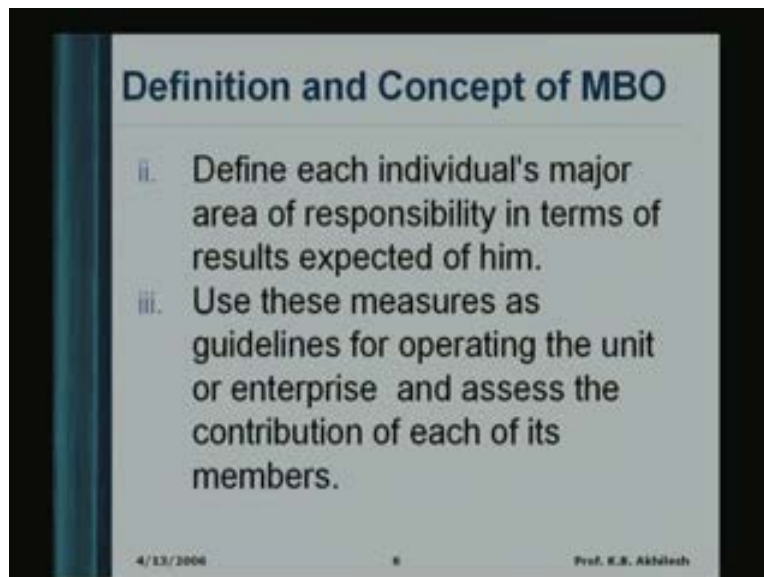 Definition and Concept of MBO
ii. Define each individual's major
area of responsibility in terms of
results expected of him.
iii. Use these measures as
guidelines for operating the unit
or enterprise and assess the
contribution of each of its
members.
4/13/2006 6 Prof. K.B. Akhilesh